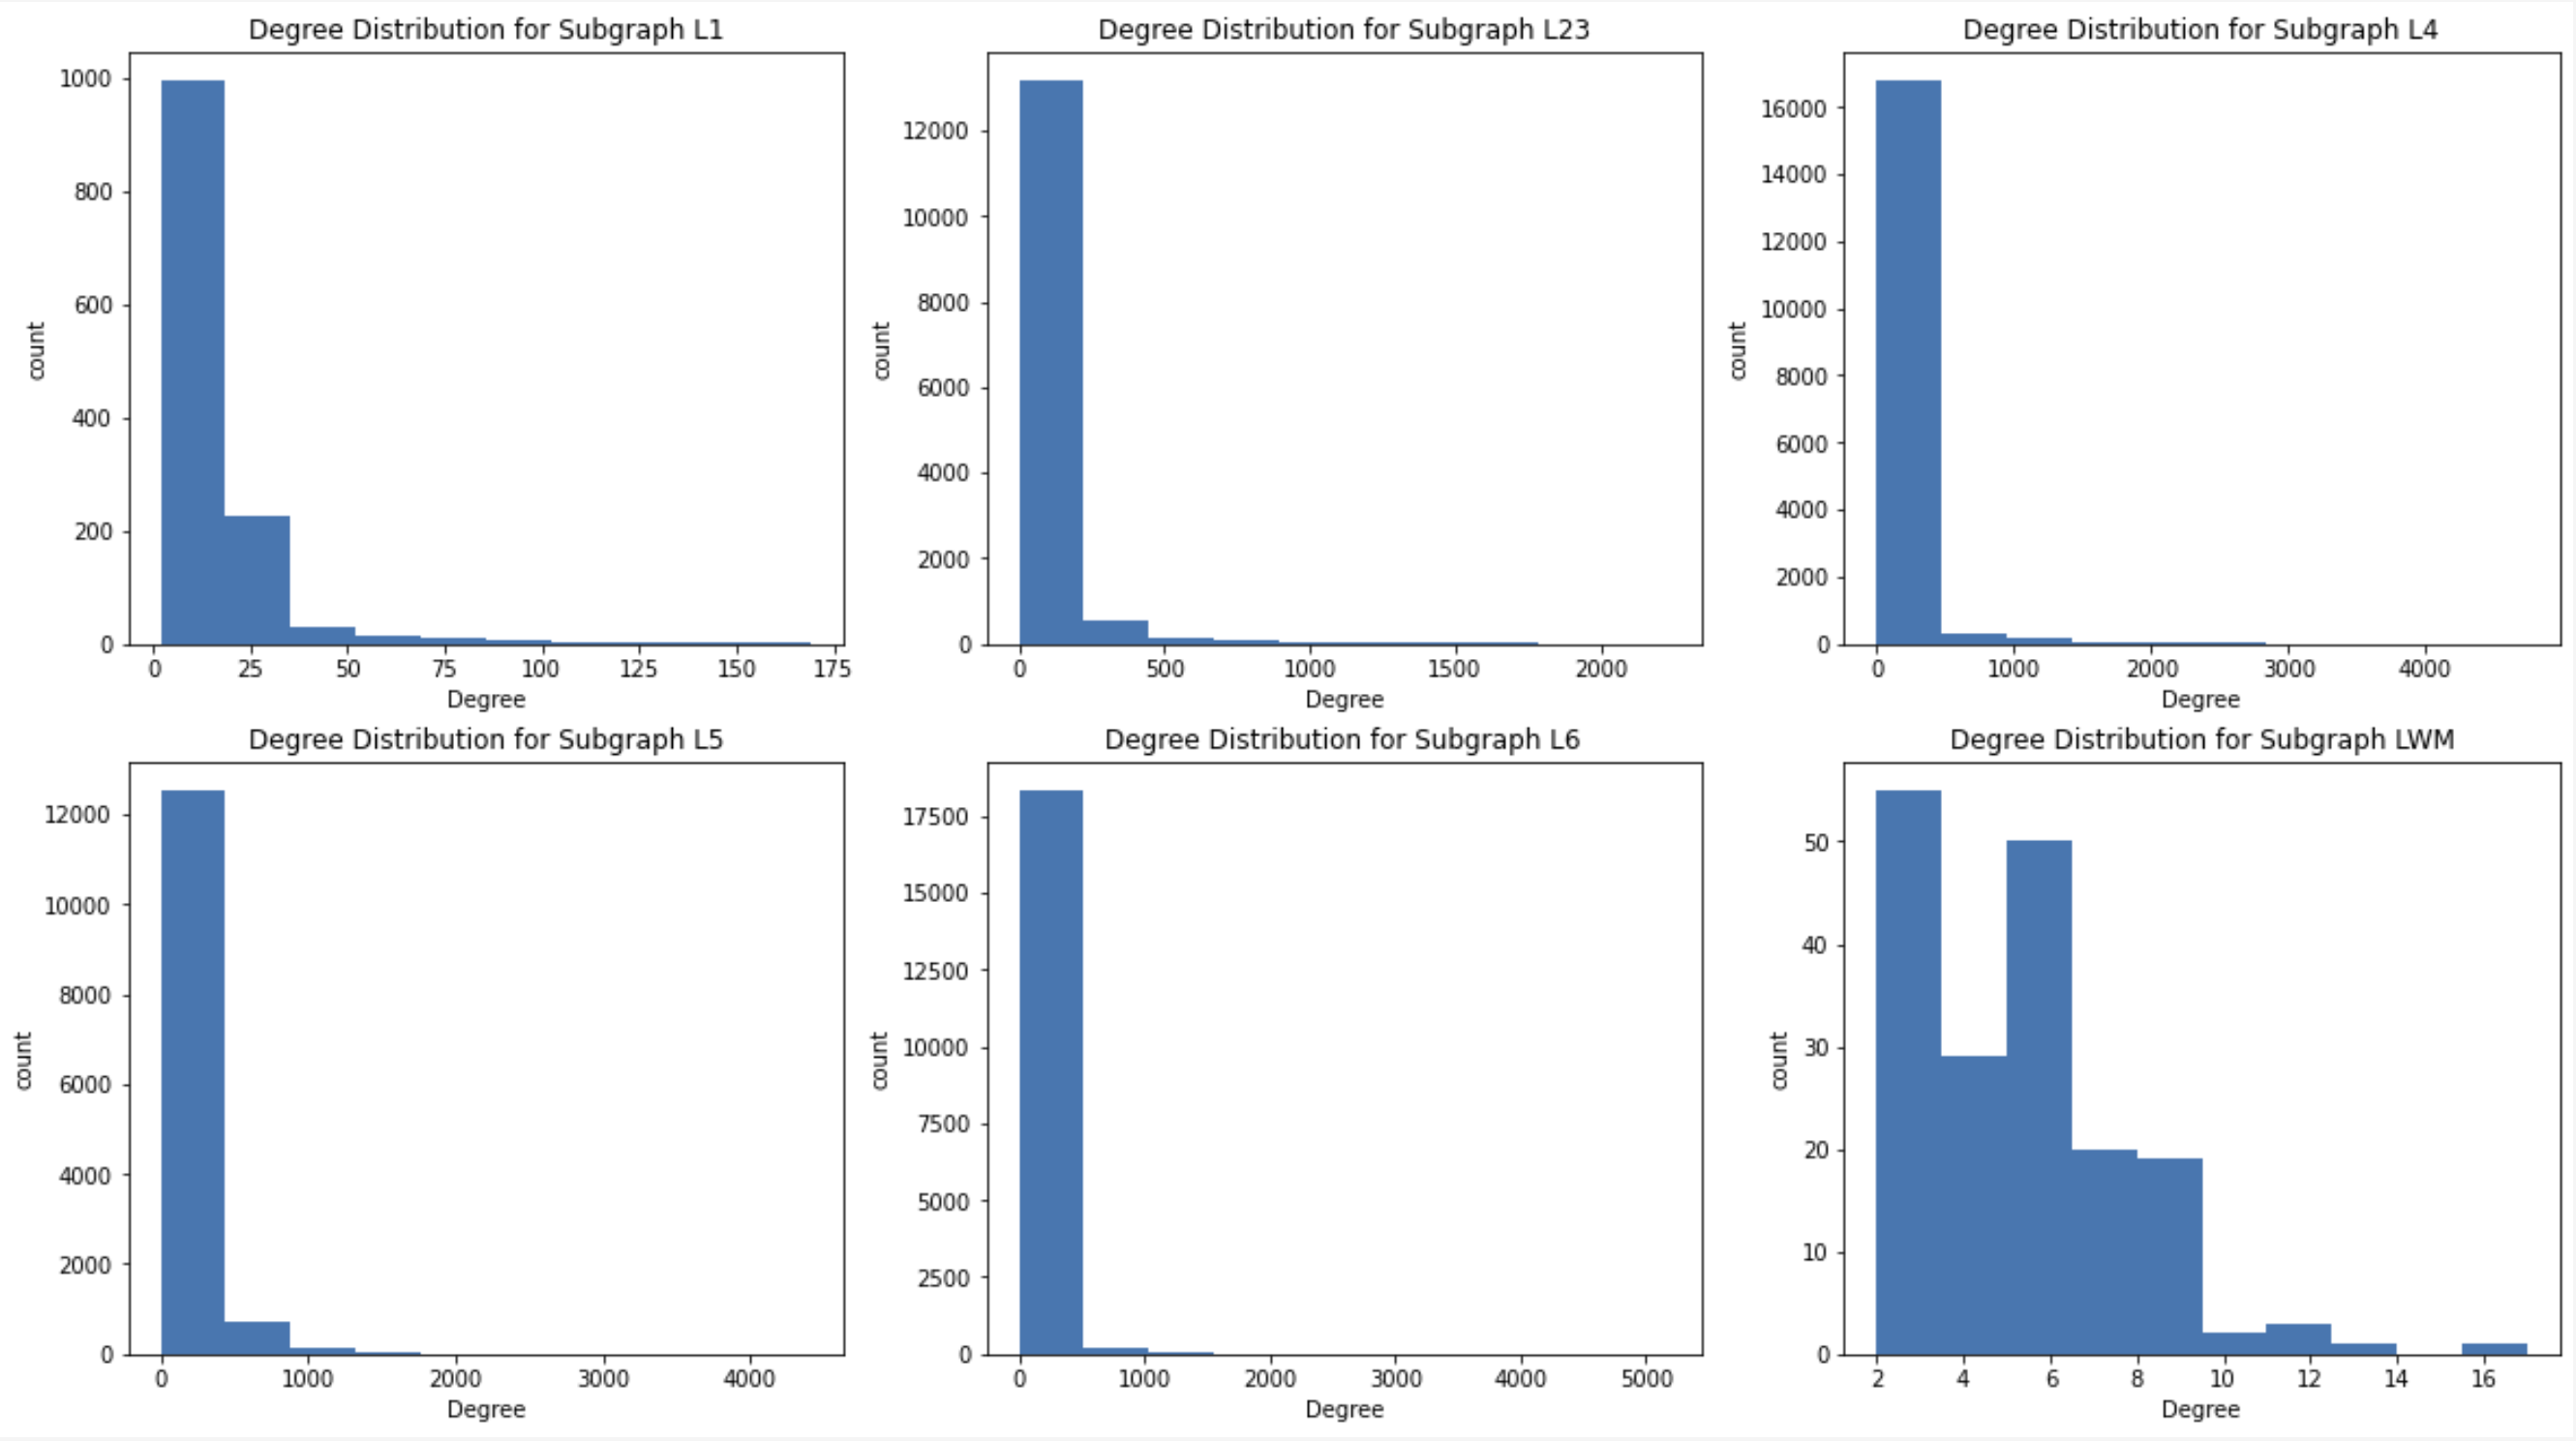 Degree Distribution for Subgraph L1
count
1000
800
600
400
200
0
0 25 50 75 100 125 150 175
Degree
Degree Distribution for Subgraph L23
count
12000
10000
8000
6000
4000
2000
0
0 500 1000 1500 2000
Degree
Degree Distribution for Subgraph L4
count
16000
14000
12000
10000
8000
6000
4000
2000
0
0 1000 2000 3000 4000
Degree
Degree Distribution for Subgraph L5
count
12000
10000
8000
6000
4000
2000
0
0 1000 2000 3000 4000
Degree
Degree Distribution for Subgraph L6
count
17500
15000
12500
10000
7500
5000
2500
0
0 1000 2000 3000 4000 5000
Degree
Degree Distribution for Subgraph LWM
count
50
40
30
20
10
0
2 4 6 8 10 12 14 16
Degree